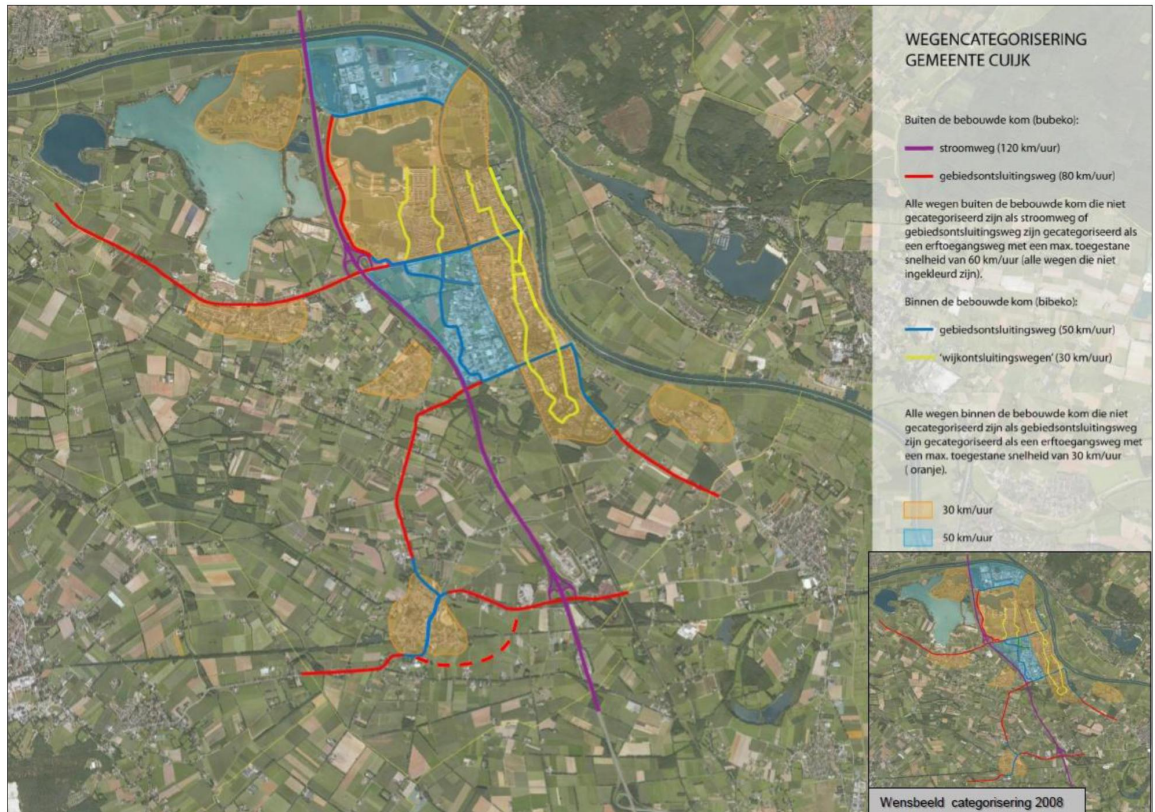 WEGENCATEGORISERING
GEMEENTE CUIJK
Buiten de bebouwde kom (bubeko):
stroomweg (120 km/uur)
gebiedsontsluitingsweg (80 km/uur)
Alle wegen buiten de bebouwde kom die niet
gecategoriseerd zijn als stroomweg of
gebiedsontsluitingsweg zijn gecategoriseerd als
een erftoegangsweg met een max. toegestane
snelheid van 60 km/uur (alle wegen die niet
ingekleurd zijn).
Binnen de bebouwde kom (bibeko):
gebiedsontsluitingsweg (50 km/uur)
'wijkontsluitingswegen' (30 km/uur)
Alle wegen binnen de bebouwde kom die niet
gecategoriseerd zijn als gebiedsontsluitingsweg
zijn gecategoriseerd als een erftoegangsweg met
een max. toegestane snelheid van 30 km/uur
( oranje).
30 km/uur
50 km/uur
Wensbeeld categorisering 2008